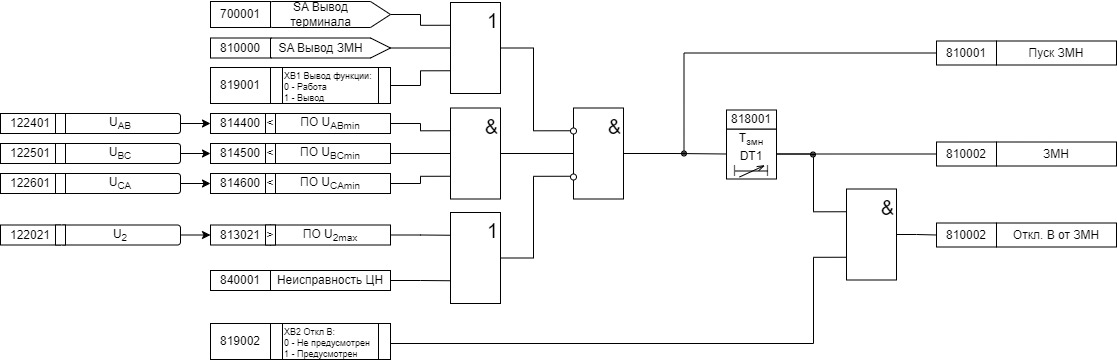 700001 SA Вывод
терминала
1
810000 SA Вывод ЗМН
810001 Пуск ЗМН
819001 XB1 Вывод функции:
0 - Работа
1 - Вывод
122401 UAB 814400 < ПО UABmin & &
818001
122501 UBC 814500 < ПО UBCmin
Тзмн
DT1
810002 ЗМН
122601 UCA 814600 < ПО UCAmin
&
122021 U2 813021 > ПО U2max 1
810002 Откл. В от ЗМН
840001 Неисправность ЦН
819002 XB2 Откл В:
0 - Не предусмотрен
1 - Предусмотрен